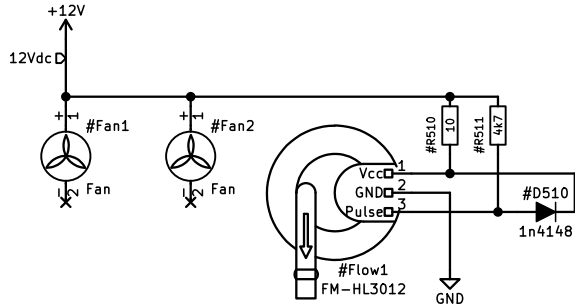 +12V
12Vdc
+ 1
#Fan1
- 2
Fan
+ 1
#Fan2
- 2
Fan
#R510
10
#R511
4k7
Vcc 1
GND 2
Pulse 3
#D510
1n4148
#Flow1
FM-HL3012
GND